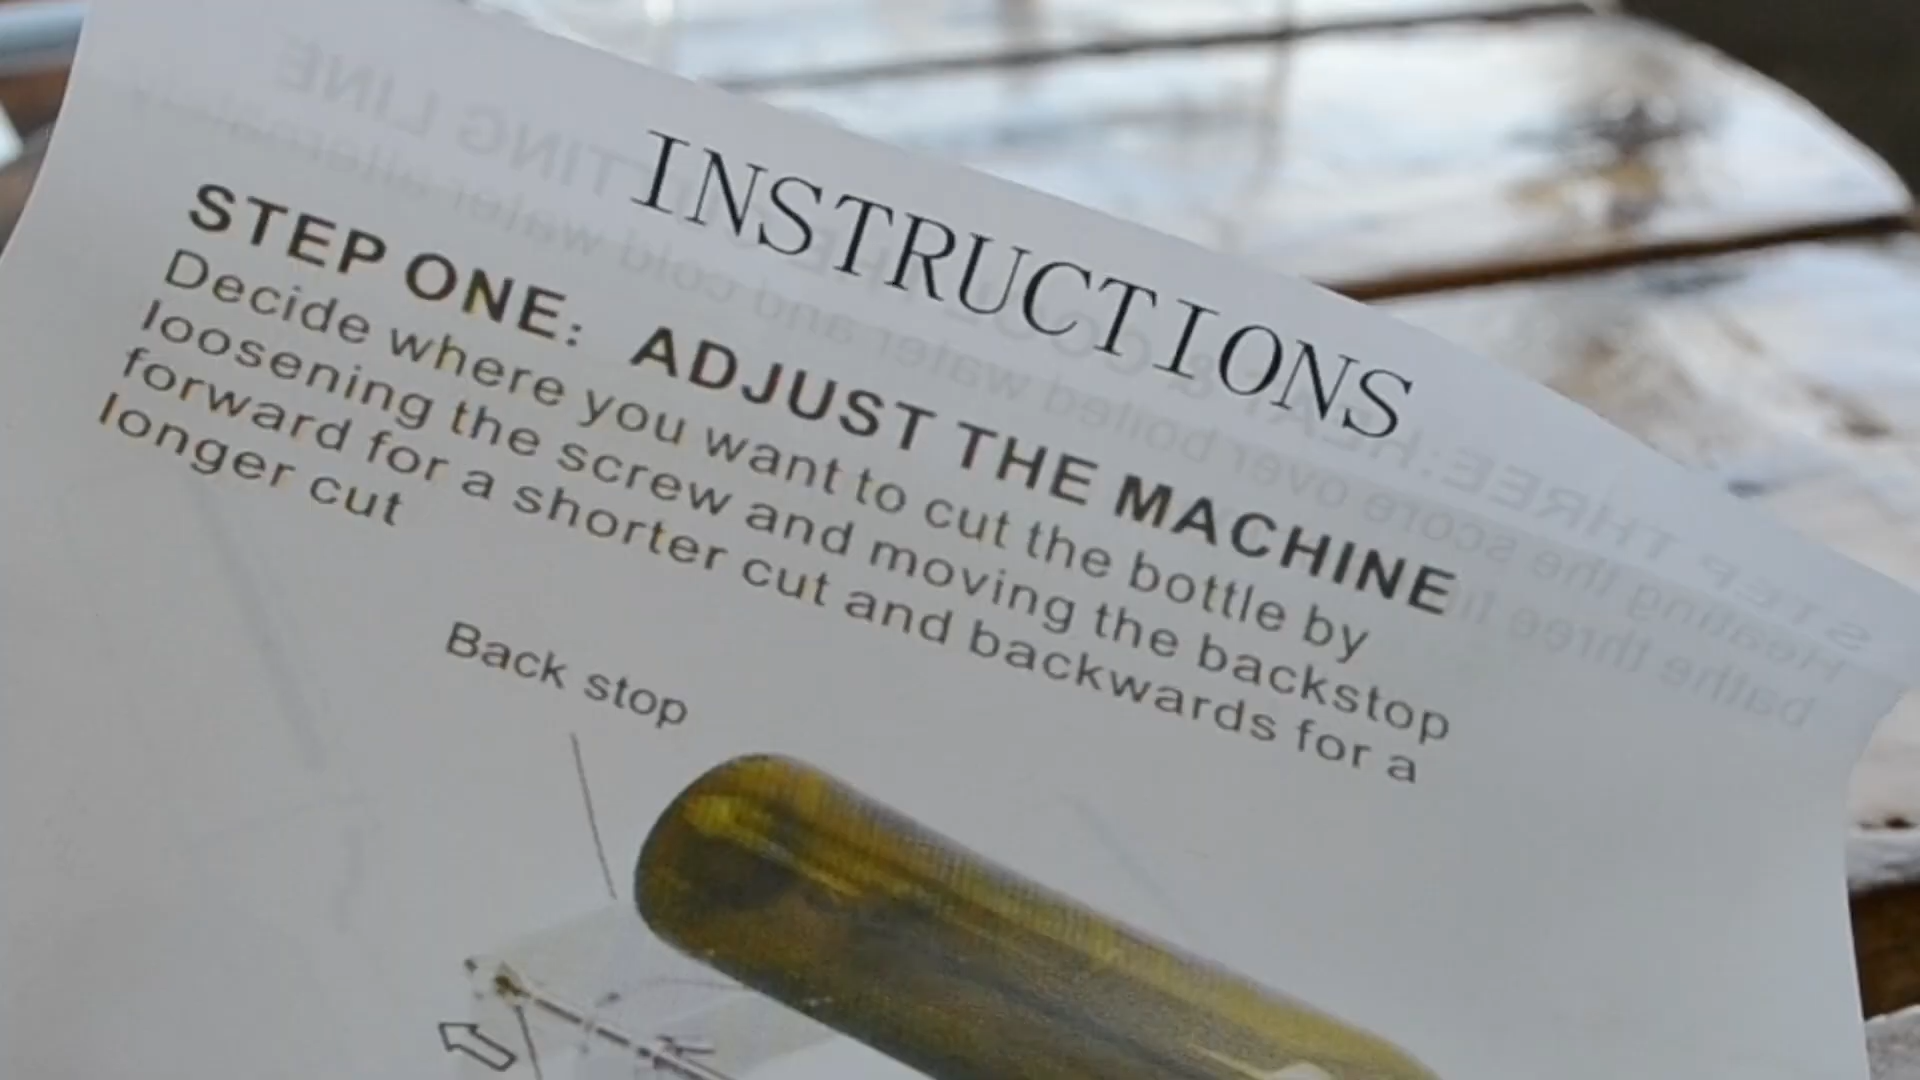 INSTRUCTIONS
STEP ONE: ADJUST THE MACHINE
Decide where you want to cut the bottle by
loosening the screw and moving the backstop
forward for a shorter cut and backwards for a
longer cut
Back stop